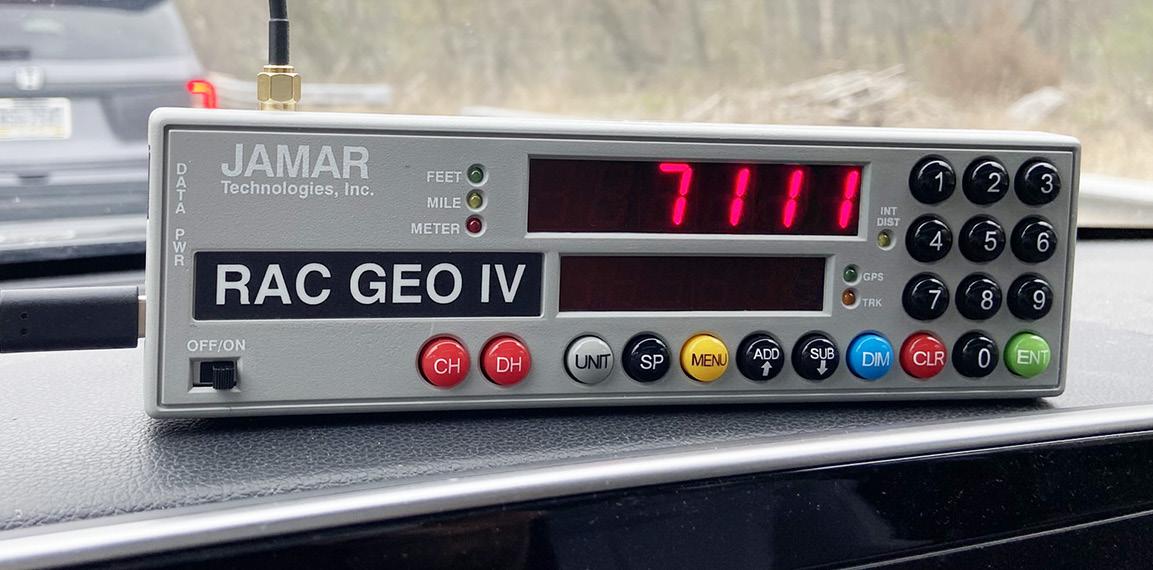 JAMAR
Technologies, Inc.
DATA PWR
FEET
MILE
METER
7111
INT
DIST
1 2 3
4 5 6
7 8 9
RAC GEO IV
GPS
TRK
OFF/ON
CH DH UNIT SP MENU ADD SUB DIM CLR 0 ENT